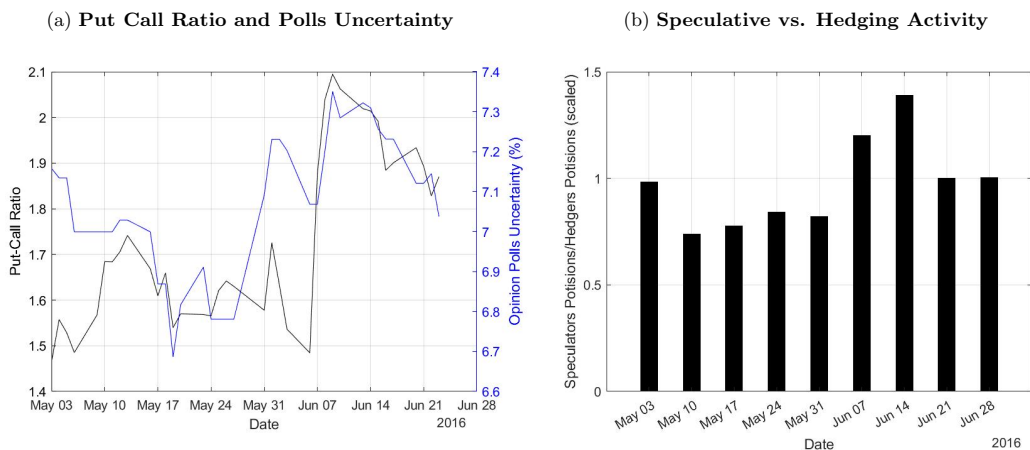 (a) Put Call Ratio and Polls Uncertainty
2.1
2
1.9
1.8
1.7
1.6
1.5
1.4
Put-Call Ratio
7.4
7.3
7.2
7.1
7
6.9
6.8
6.7
6.6
Opinion Polls Uncertainty (%)
May 03 May 10 May 17 May 24 May 31 Jun 07 Jun 14 Jun 21 Jun 28
Date
2016
(b) Speculative vs. Hedging Activity
1.5
1
0.5
0
Speculators Potisions/Hedgers Potisions (scaled)
May 03 May 10 May 17 May 24 May 31 Jun 07 Jun 14 Jun 21 Jun 28
Date
2016